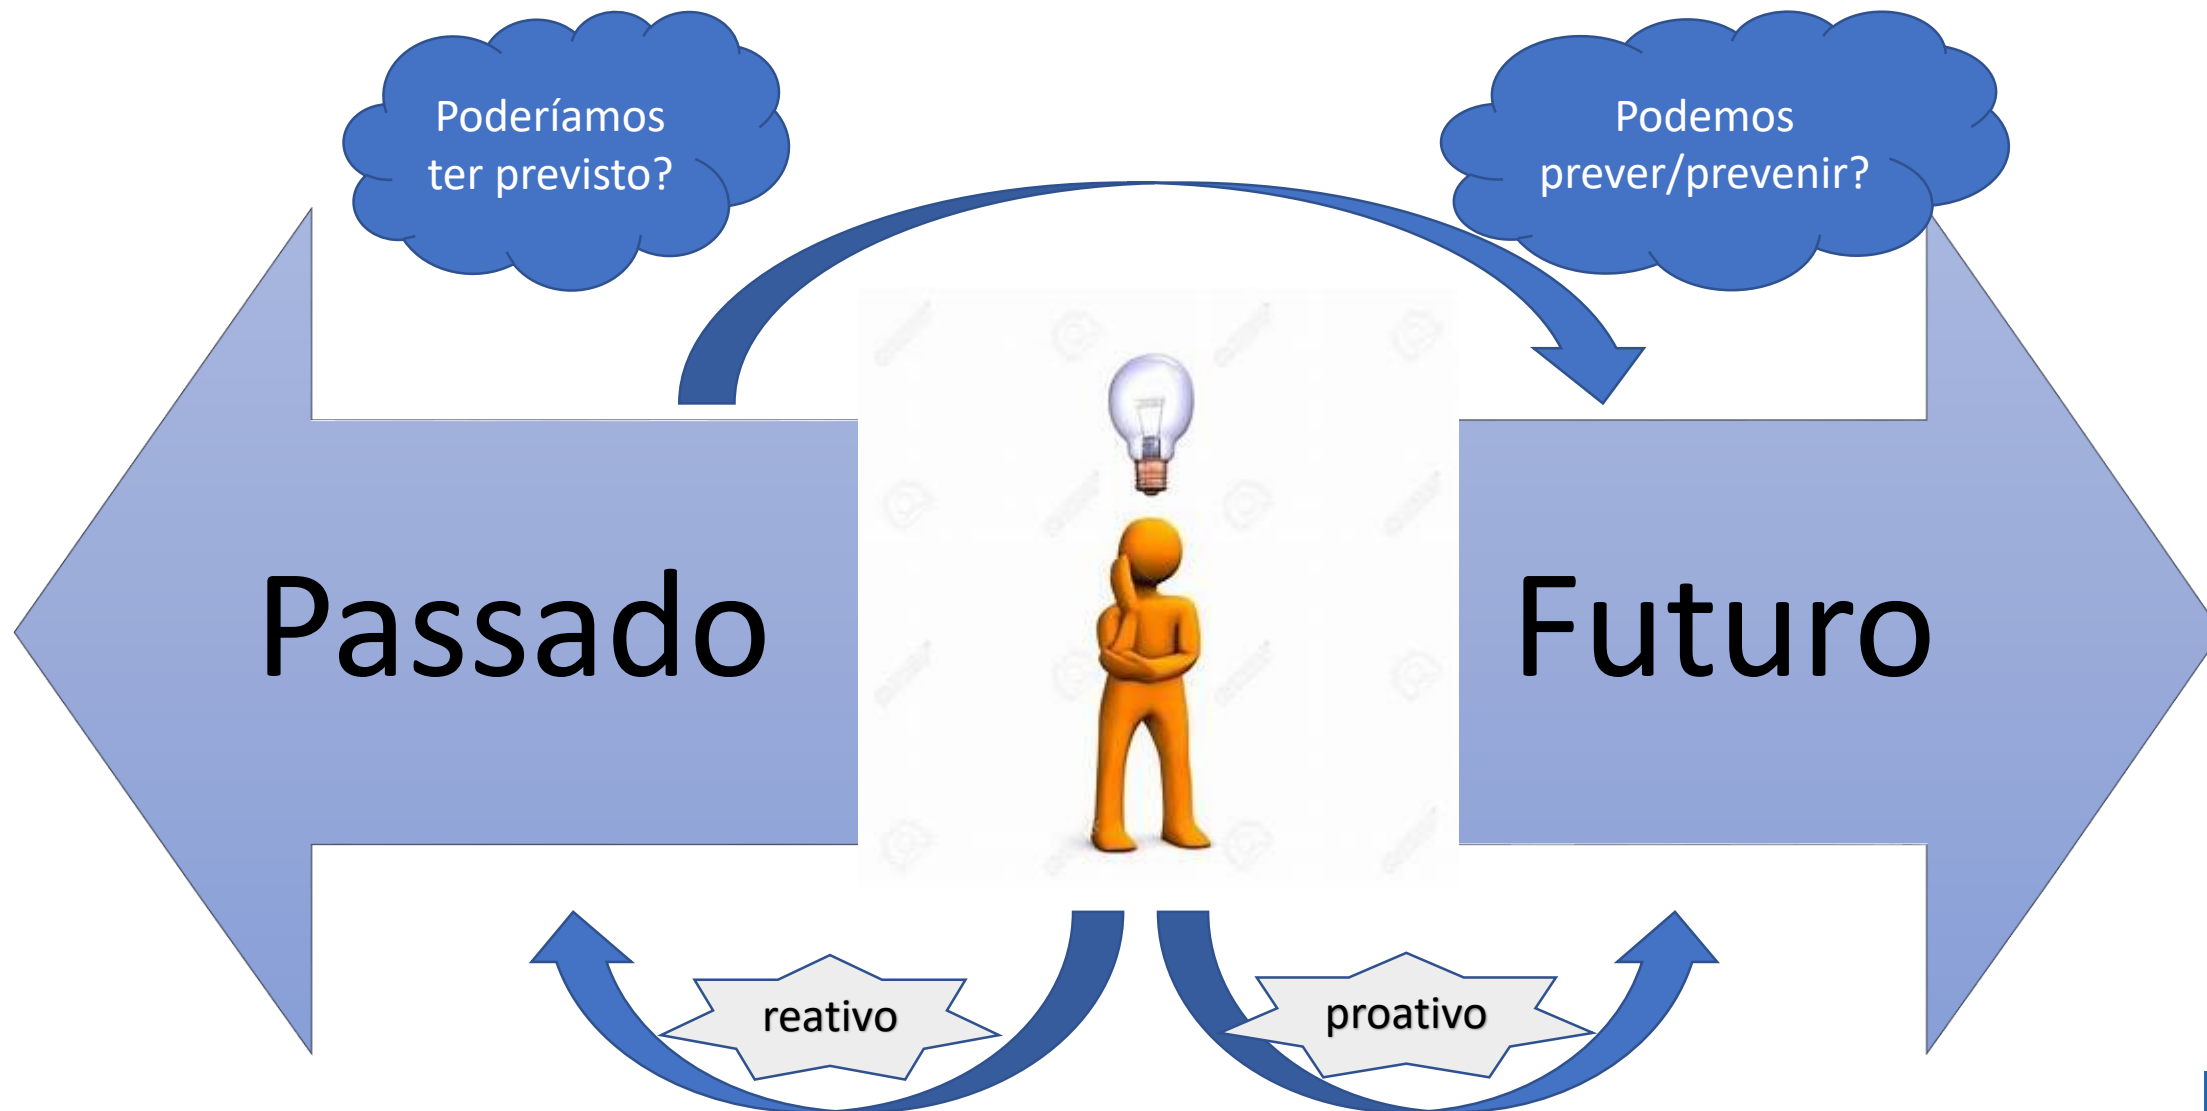 Poderíamos
ter previsto?
Podemos
prever/prevenir?
Passado
Futuro
reativo
proativo